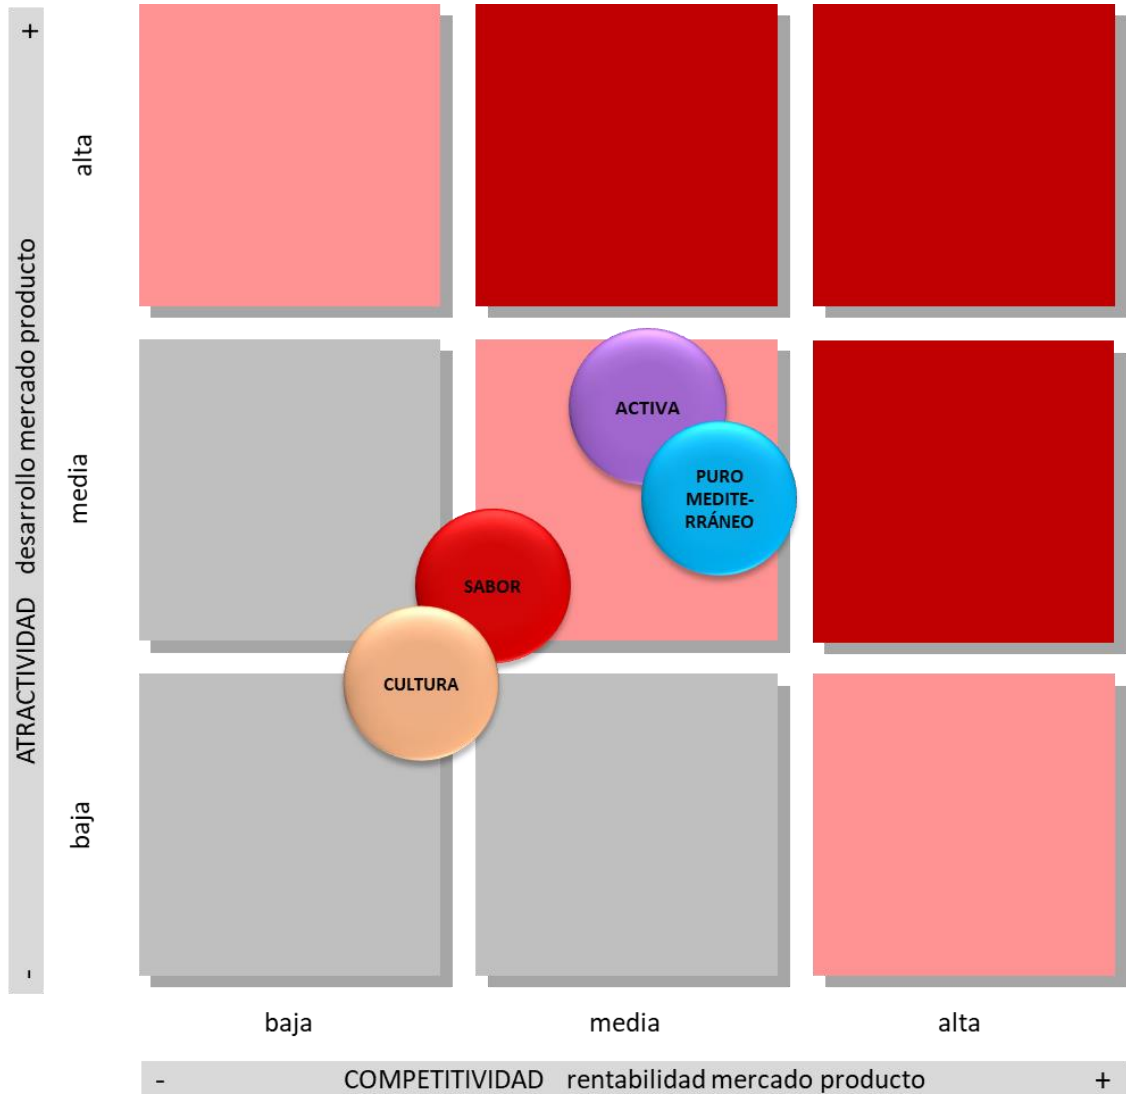 +
alta
ATRACTIVIDAD desarrollo mercado producto
media
ACTIVA
PURO
MEDITE-
RRÁNEO
SABOR
CULTURA
baja
-
baja
media
alta
- COMPETITIVIDAD rentabilidad mercado producto +